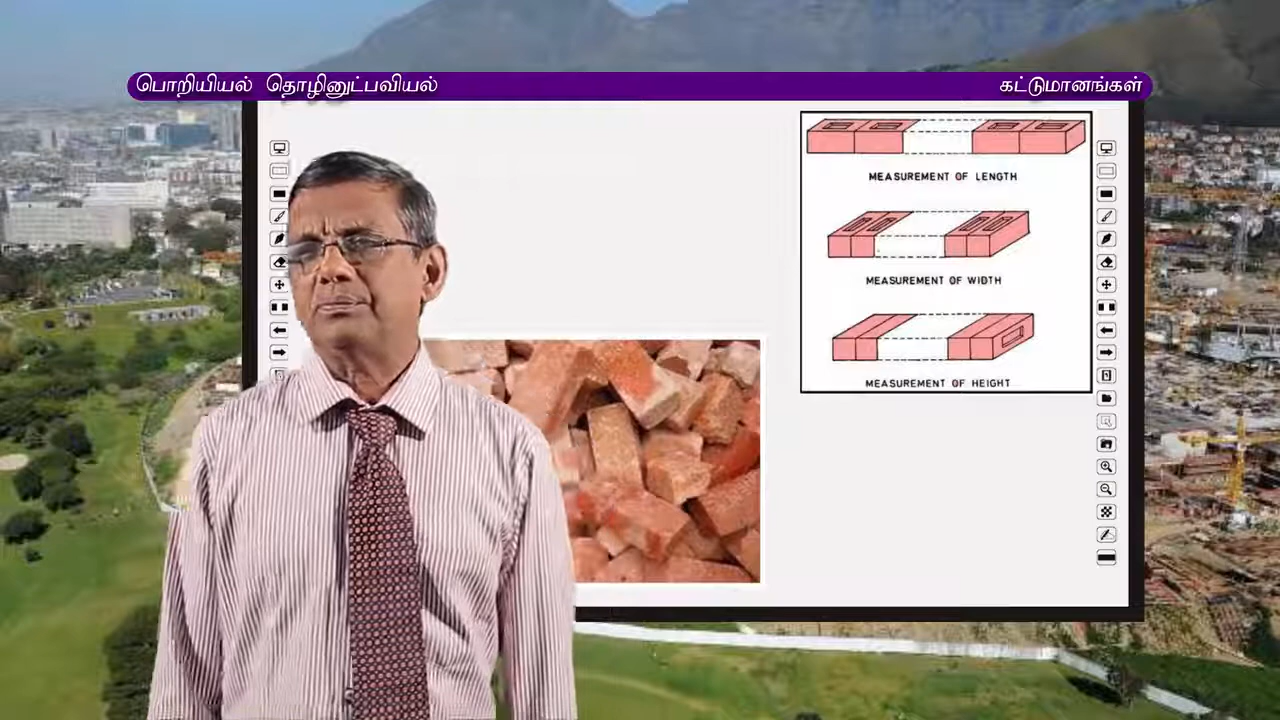 பொறியியல் தொழினுட்பவியல்
கட்டுமானங்கள்
MEASUREMENT OF LENGTH
MEASUREMENT OF WIDTH
MEASUREMENT OF HEIGHT